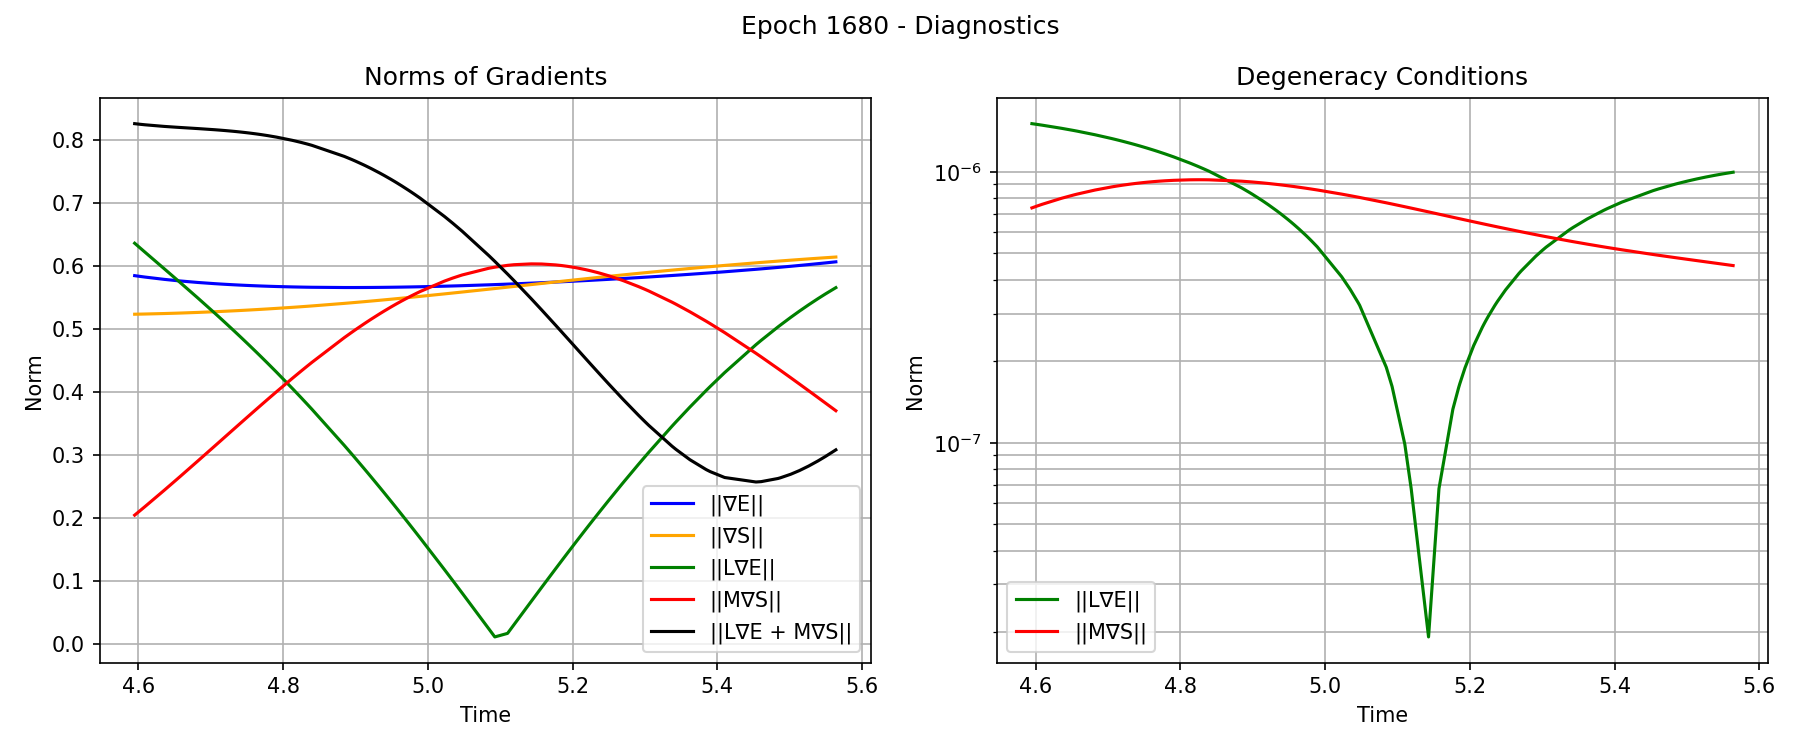 Epoch 1680 - Diagnostics
Norms of Gradients
Norm
0.8
0.7
0.6
0.5
0.4
0.3
0.2
0.1
0.0
4.6 4.8 5.0 5.2 5.4 5.6
Time
||∇E||
||∇S||
||L∇E||
||M∇S||
||L∇E + M∇S||
Degeneracy Conditions
Norm
10⁻⁶
10⁻⁷
4.6 4.8 5.0 5.2 5.4 5.6
Time
||L∇E||
||M∇S||